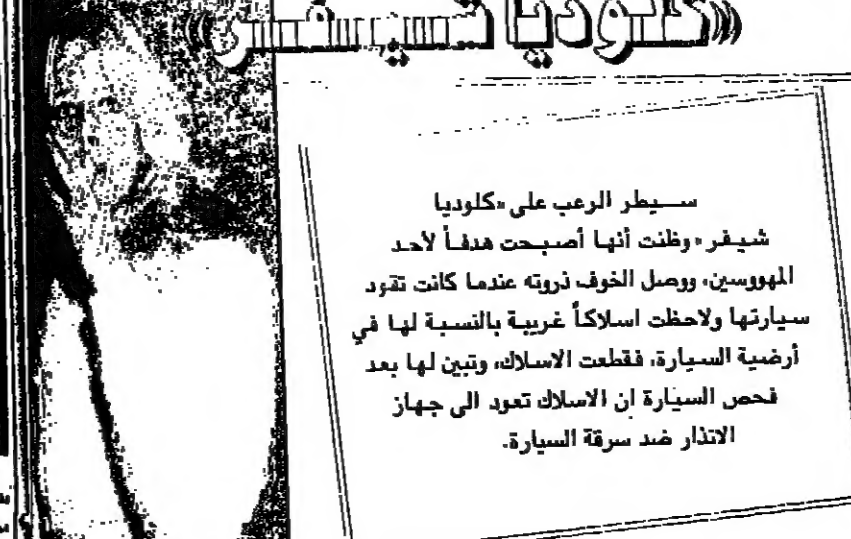 «كلوديا شيفر»
سيطر الرعب على «كلوديا
شيفر» وظنت أنها أصبحت هدفاً لأحد
المهووسين، ووصل الخوف ذروته عندما كانت تقود
سيارتها ولاحظت اسلاكاً غريبة بالنسبة لها في
أرضية السيارة، فقطعت الاسلاك، وتبين لها بعد
فحص السيارة ان الاسلاك تعود الى جهاز
الانذار ضد سرقة السيارة.